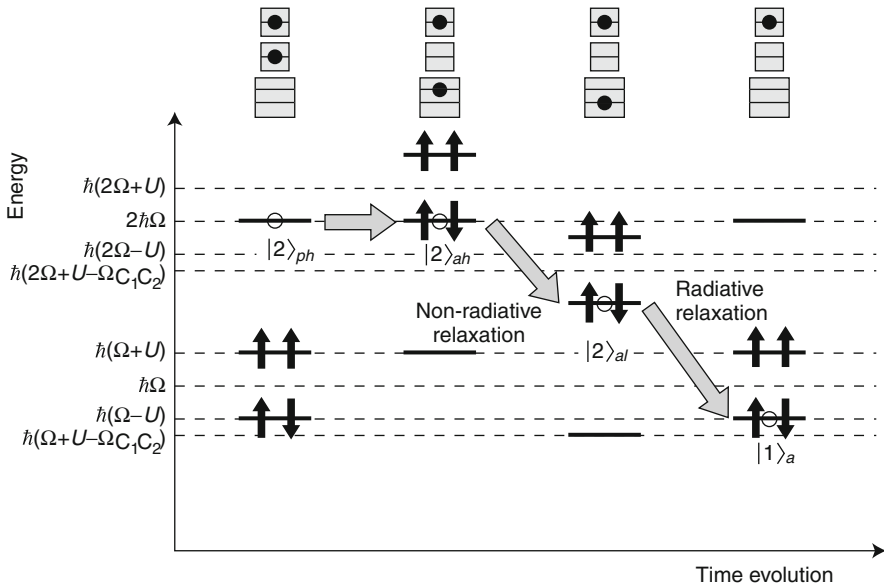 Energy
ℏ(2Ω+U)
2ℏΩ
ℏ(2Ω−U)
ℏ(2Ω+U−ΩC₁C₂)
ℏ(Ω+U)
ℏΩ
ℏ(Ω−U)
ℏ(Ω+U−ΩC₁C₂)
|2⟩ph
|2⟩ah
Non-radiative
relaxation
|2⟩al
Radiative
relaxation
|1⟩a
Time evolution